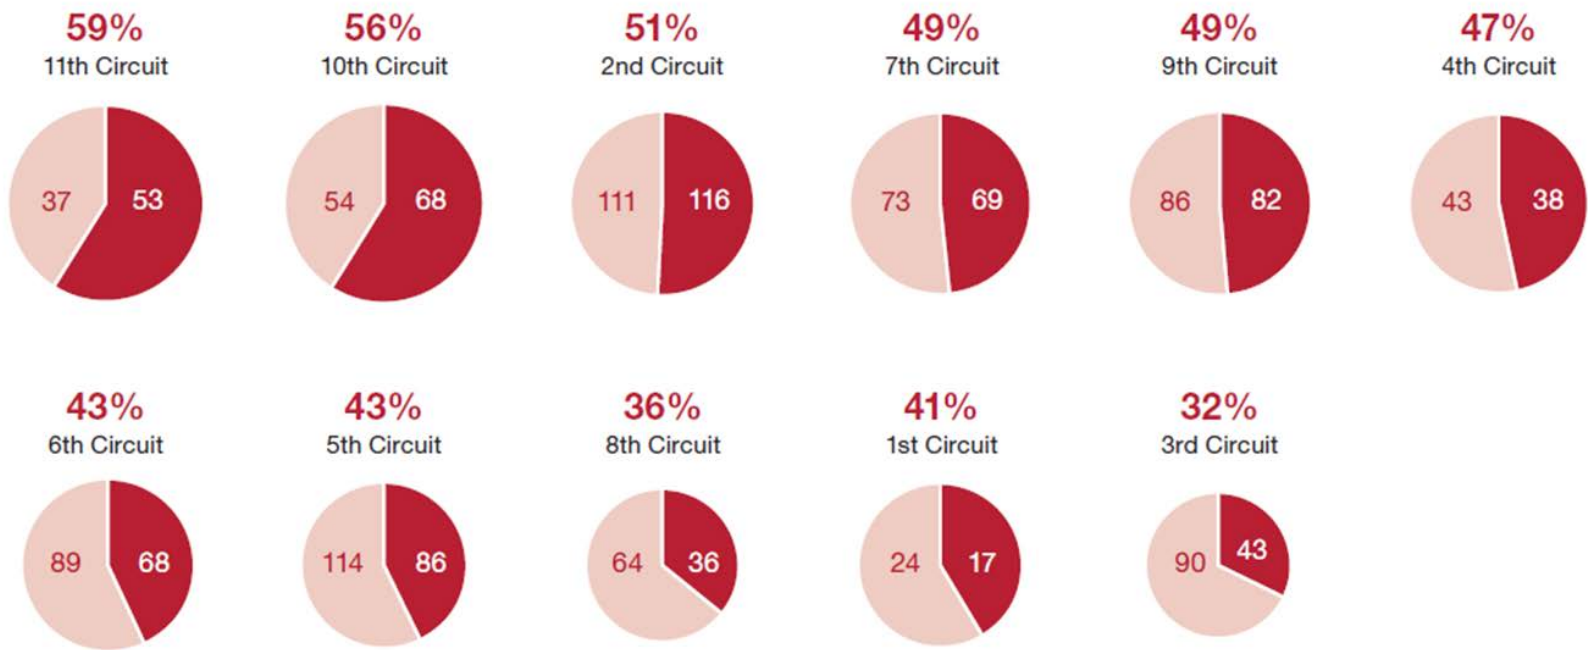 59% 56% 51% 49% 49% 47%
11th Circuit 10th Circuit 2nd Circuit 7th Circuit 9th Circuit 4th Circuit
37 53 54 68 111 116 73 69 86 82 43 38
43% 43% 36% 41% 32%
6th Circuit 5th Circuit 8th Circuit 1st Circuit 3rd Circuit
89 68 114 86 64 36 24 17 90 43